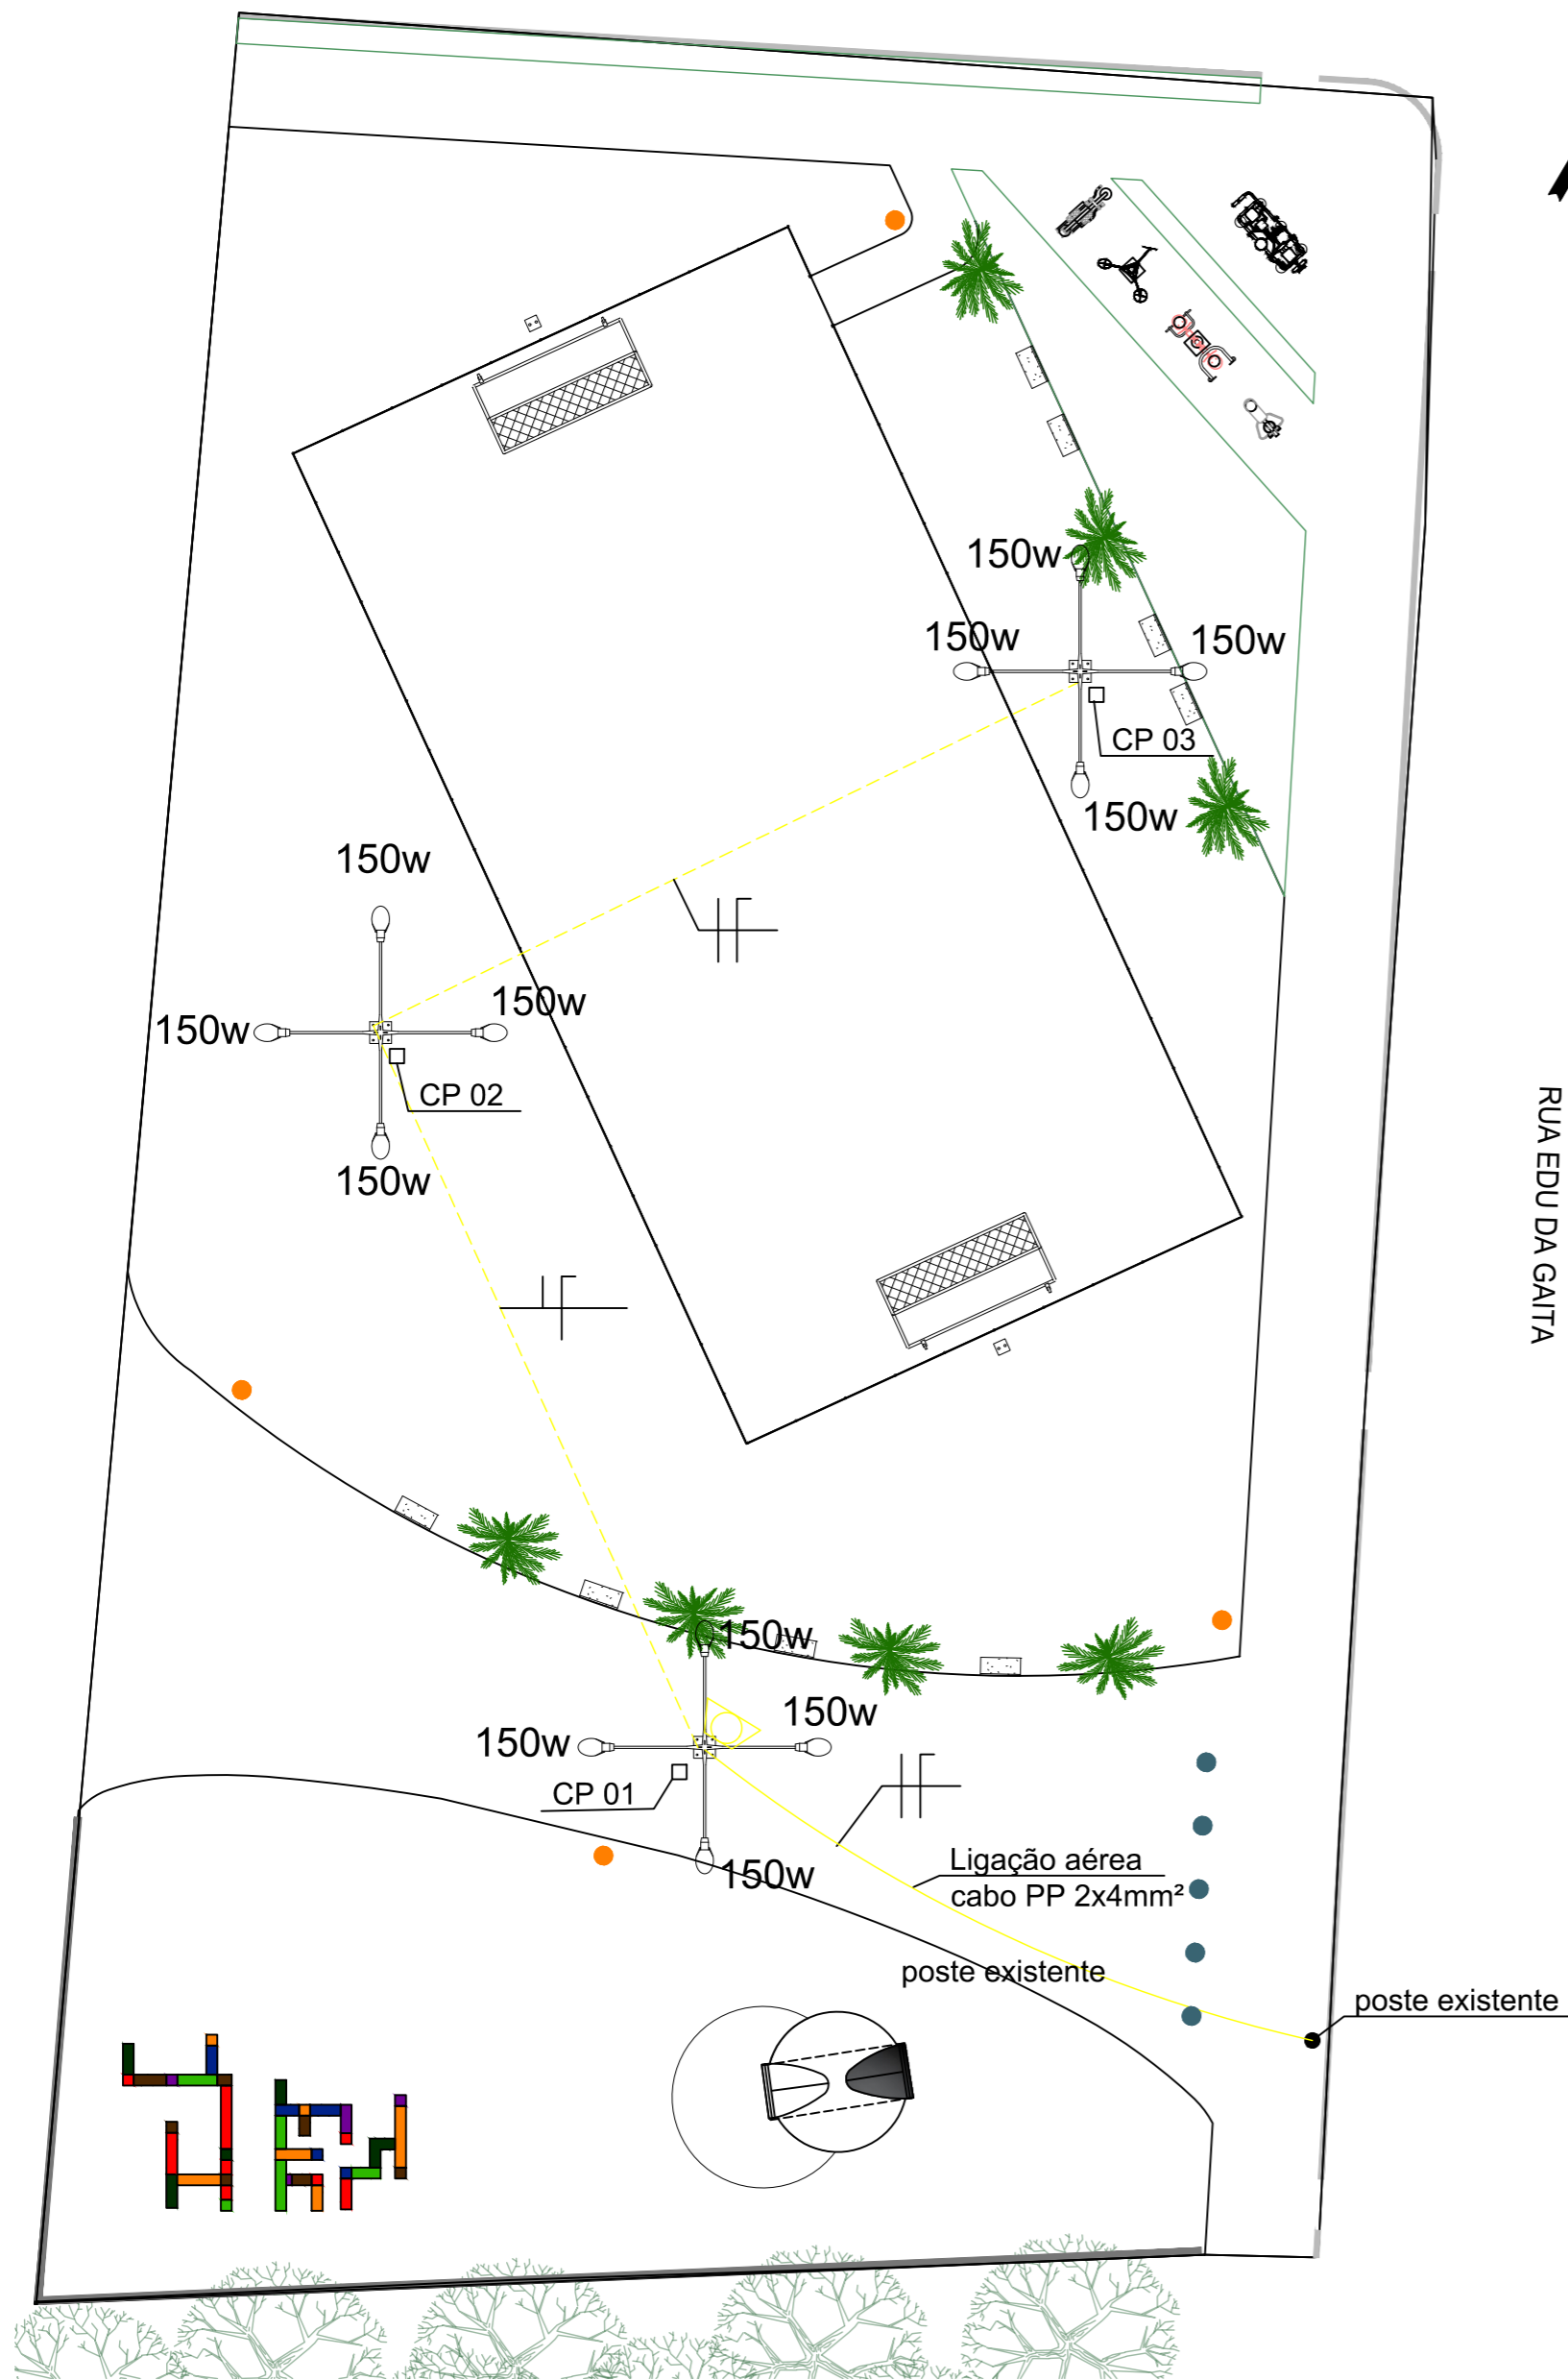 150w
150w
150w
CP 03
150w
150w
150w
150w
CP 02
150w
RUA EDU DA GAITA
150w
150w
150w
CP 01
150w
Ligação aérea
cabo PP 2x4mm²
poste existente
poste existente